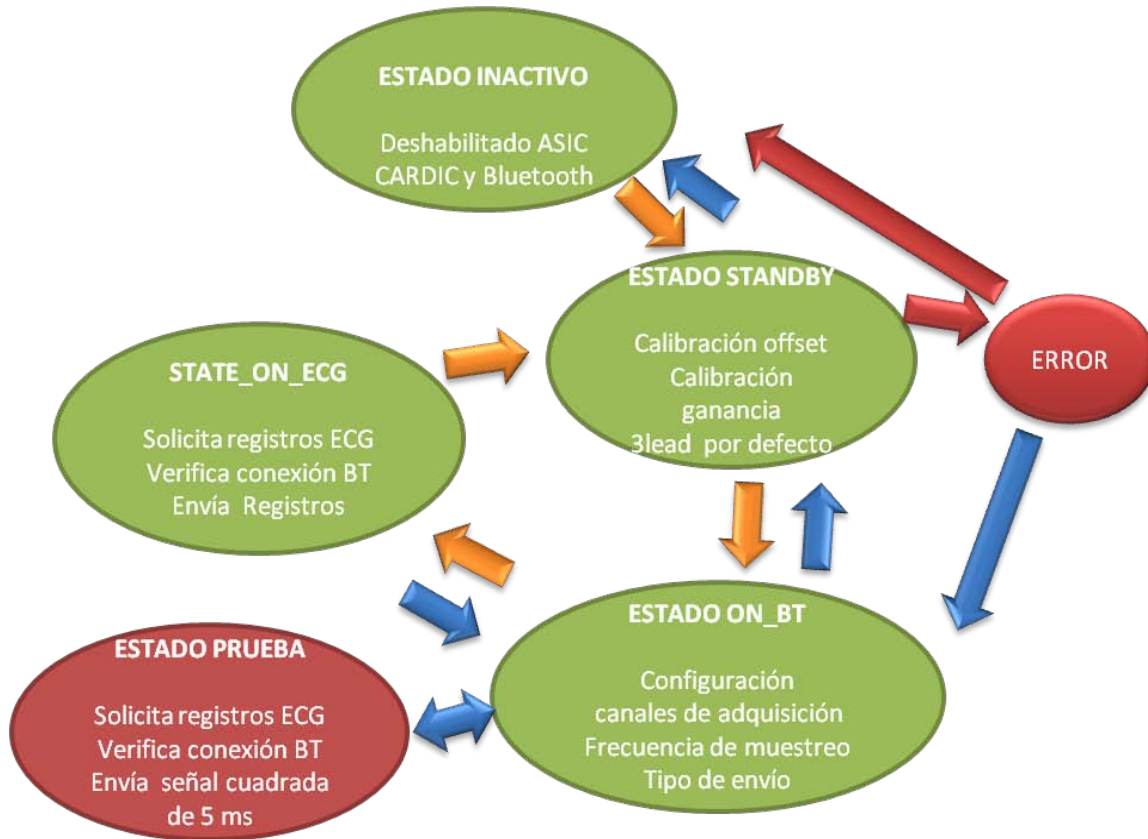 ESTADO INACTIVO
Deshabilitado ASIC
CARDIC y Bluetooth
ESTADO STANDBY
Calibración offset
Calibración
ganancia
3lead por defecto
ERROR
STATE_ON_ECG
Solicita registros ECG
Verifica conexión BT
Envía Registros
ESTADO ON_BT
Configuración
canales de adquisición
Frecuencia de muestreo
Tipo de envío
ESTADO PRUEBA
Solicita registros ECG
Verifica conexión BT
Envía señal cuadrada
de 5 ms